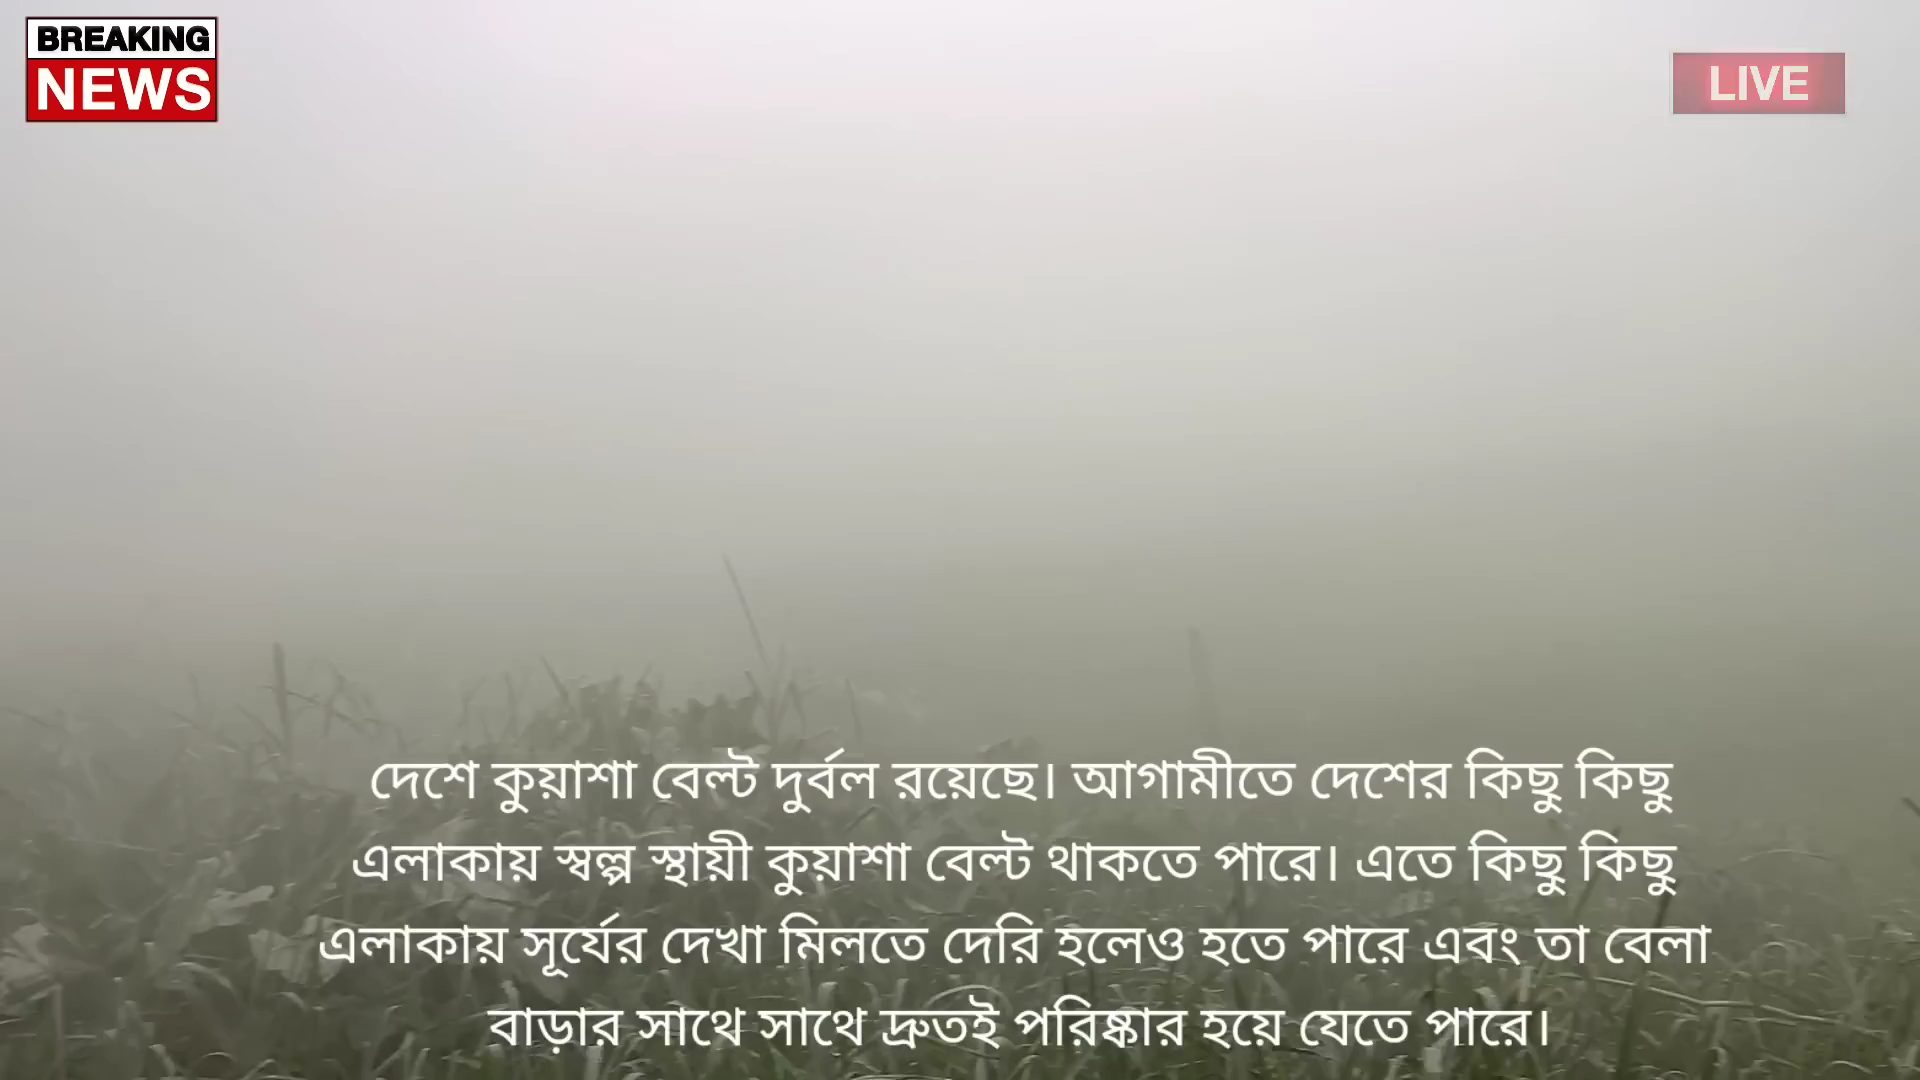 BREAKING
NEWS
LIVE
দেশে কুয়াশা বেল্ট দুর্বল রয়েছে। আগামীতে দেশের কিছু কিছু
এলাকায় স্বল্প স্থায়ী কুয়াশা বেল্ট থাকতে পারে। এতে কিছু কিছু
এলাকায় সূর্যের দেখা মিলতে দেরি হলেও হতে পারে এবং তা বেলা
বাড়ার সাথে সাথে দ্রুতই পরিষ্কার হয়ে যেতে পারে।